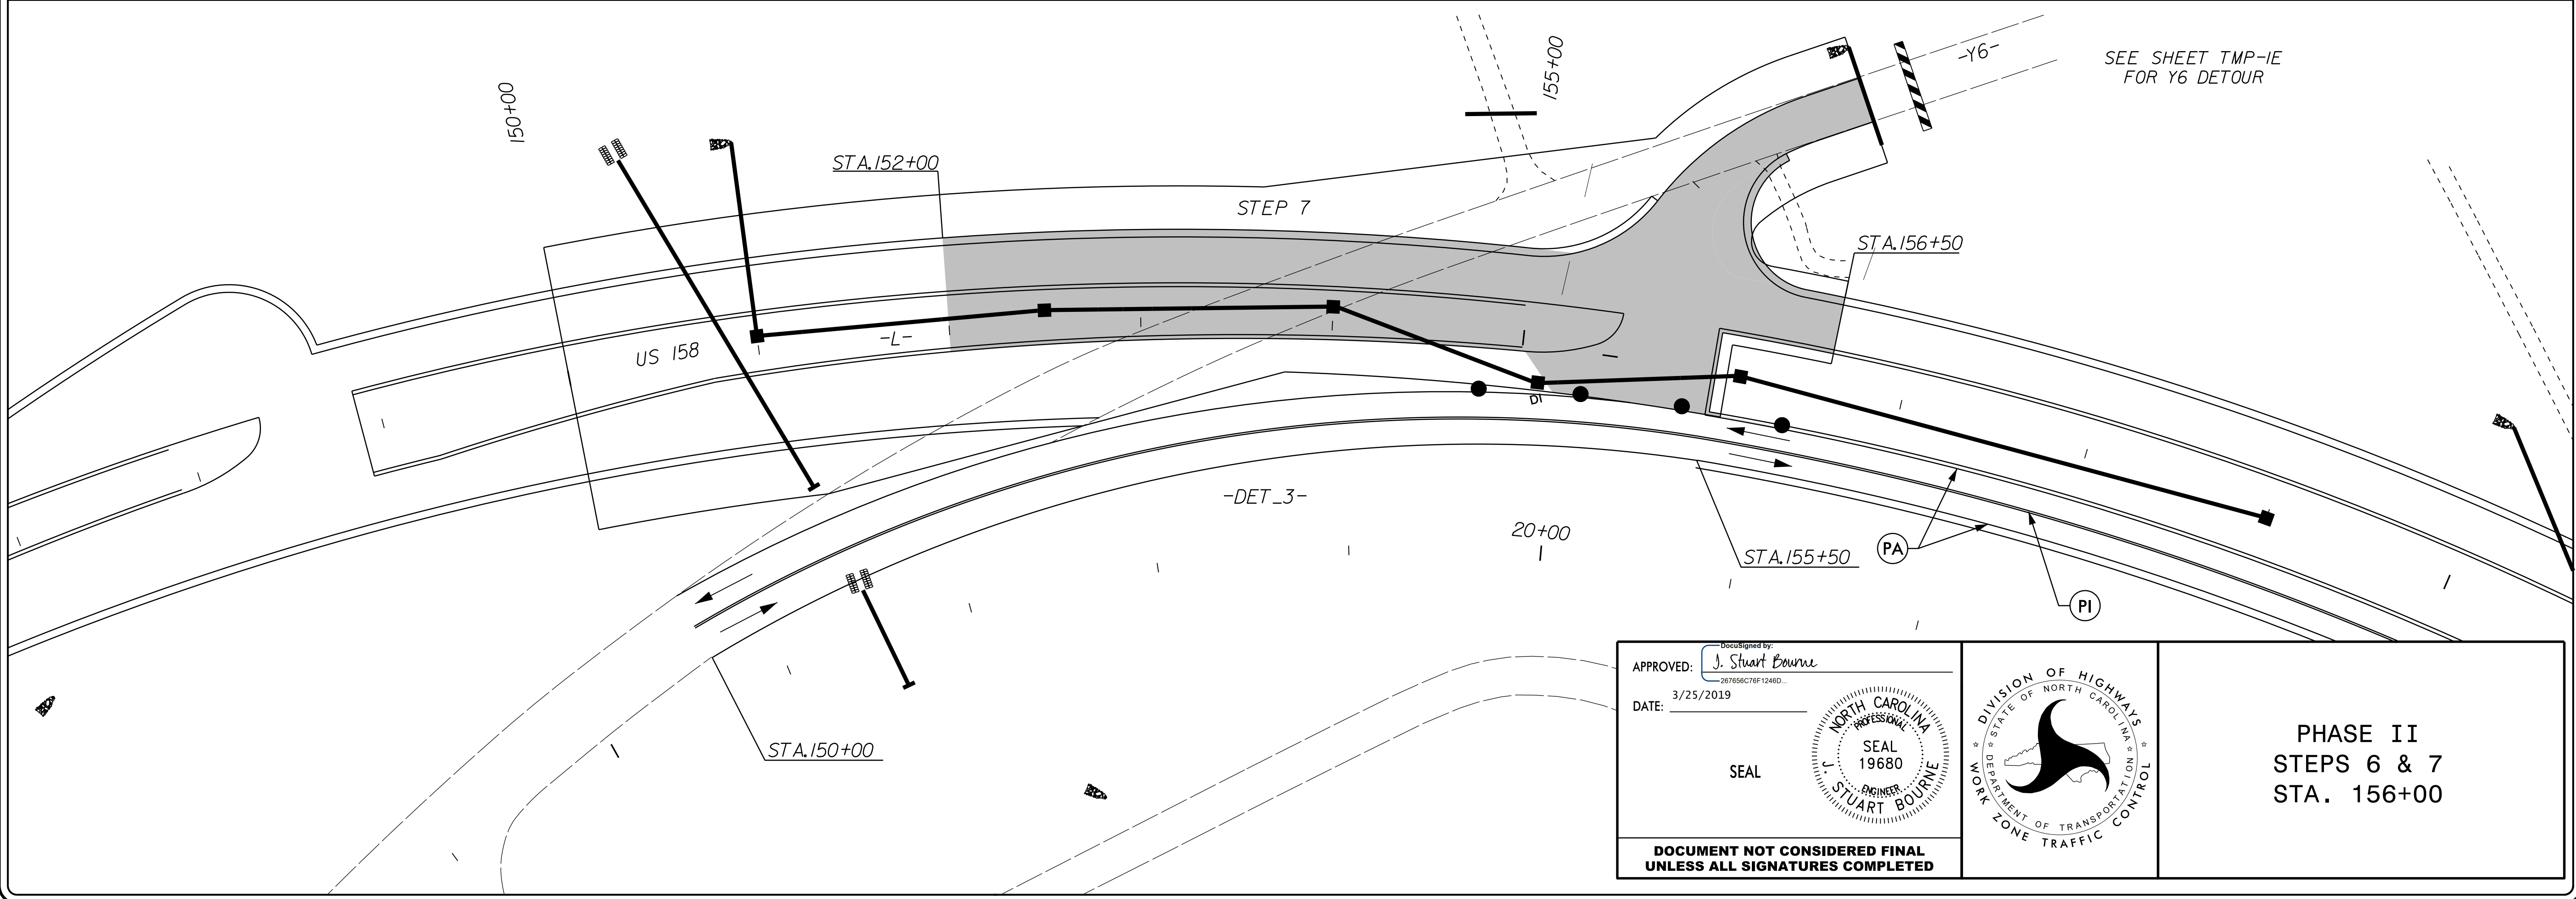 150+00
155+00
-Y6-
SEE SHEET TMP-1E
FOR Y6 DETOUR
STA.152+00
STEP 7
STA.156+50
US 158
-L-
DI
-DET_3-
20+00
STA.155+50
PA
PI
STA.150+00
APPROVED:
DocuSigned by:
J. Stuart Bourne
267656C76F1246D...
DATE:
3/25/2019
SEAL
NORTH CAROLINA
PROFESSIONAL
SEAL
19680
ENGINEER
J. STUART BOURNE
DOCUMENT NOT CONSIDERED FINAL
UNLESS ALL SIGNATURES COMPLETED
DIVISION OF HIGHWAYS
STATE OF NORTH CAROLINA
DEPARTMENT OF TRANSPORTATION
WORK ZONE TRAFFIC CONTROL
PHASE II
STEPS 6 & 7
STA. 156+00